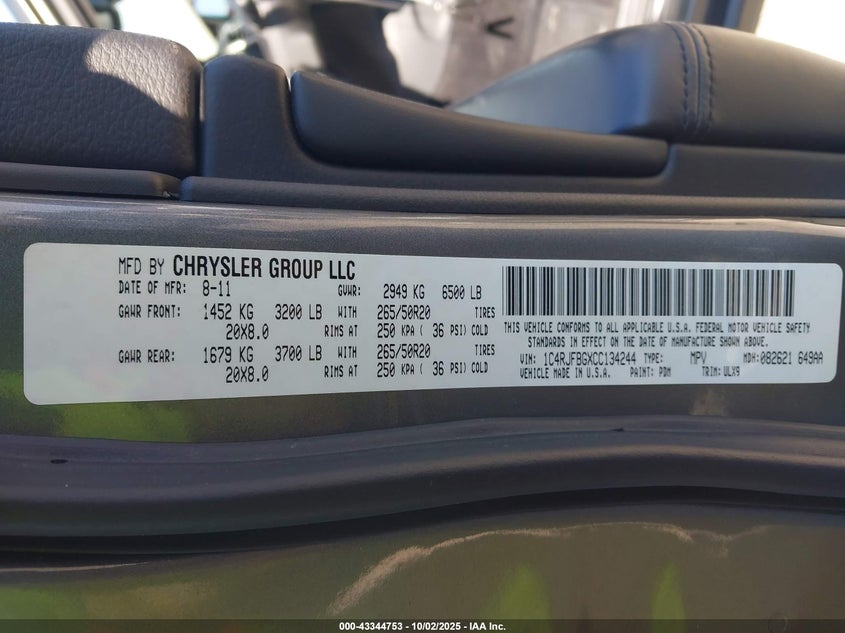 MFD BY CHRYSLER GROUP LLC
DATE OF MFR: 8-11 GVWR: 2949 KG 6500 LB
GAWR FRONT: 1452 KG 3200 LB WITH 265/50R20 TIRES
20X8.0 RIMS AT 250 KPA ( 36 PSI) COLD
GAWR REAR: 1679 KG 3700 LB WITH 265/50R20 TIRES
20X8.0 RIMS AT 250 KPA ( 36 PSI) COLD
THIS VEHICLE CONFORMS TO ALL APPLICABLE U.S.A. FEDERAL MOTOR VEHICLE SAFETY
STANDARDS IN EFFECT ON THE DATE OF MANUFACTURE SHOWN ABOVE.
VIN: 1C4RJFBGXCC134244 TYPE: MPV MDH: 082621 649AA
VEHICLE MADE IN U.S.A. PAINT: PDM TRIM: ULX9
000-43344753 - 10/02/2025 - IAA Inc.